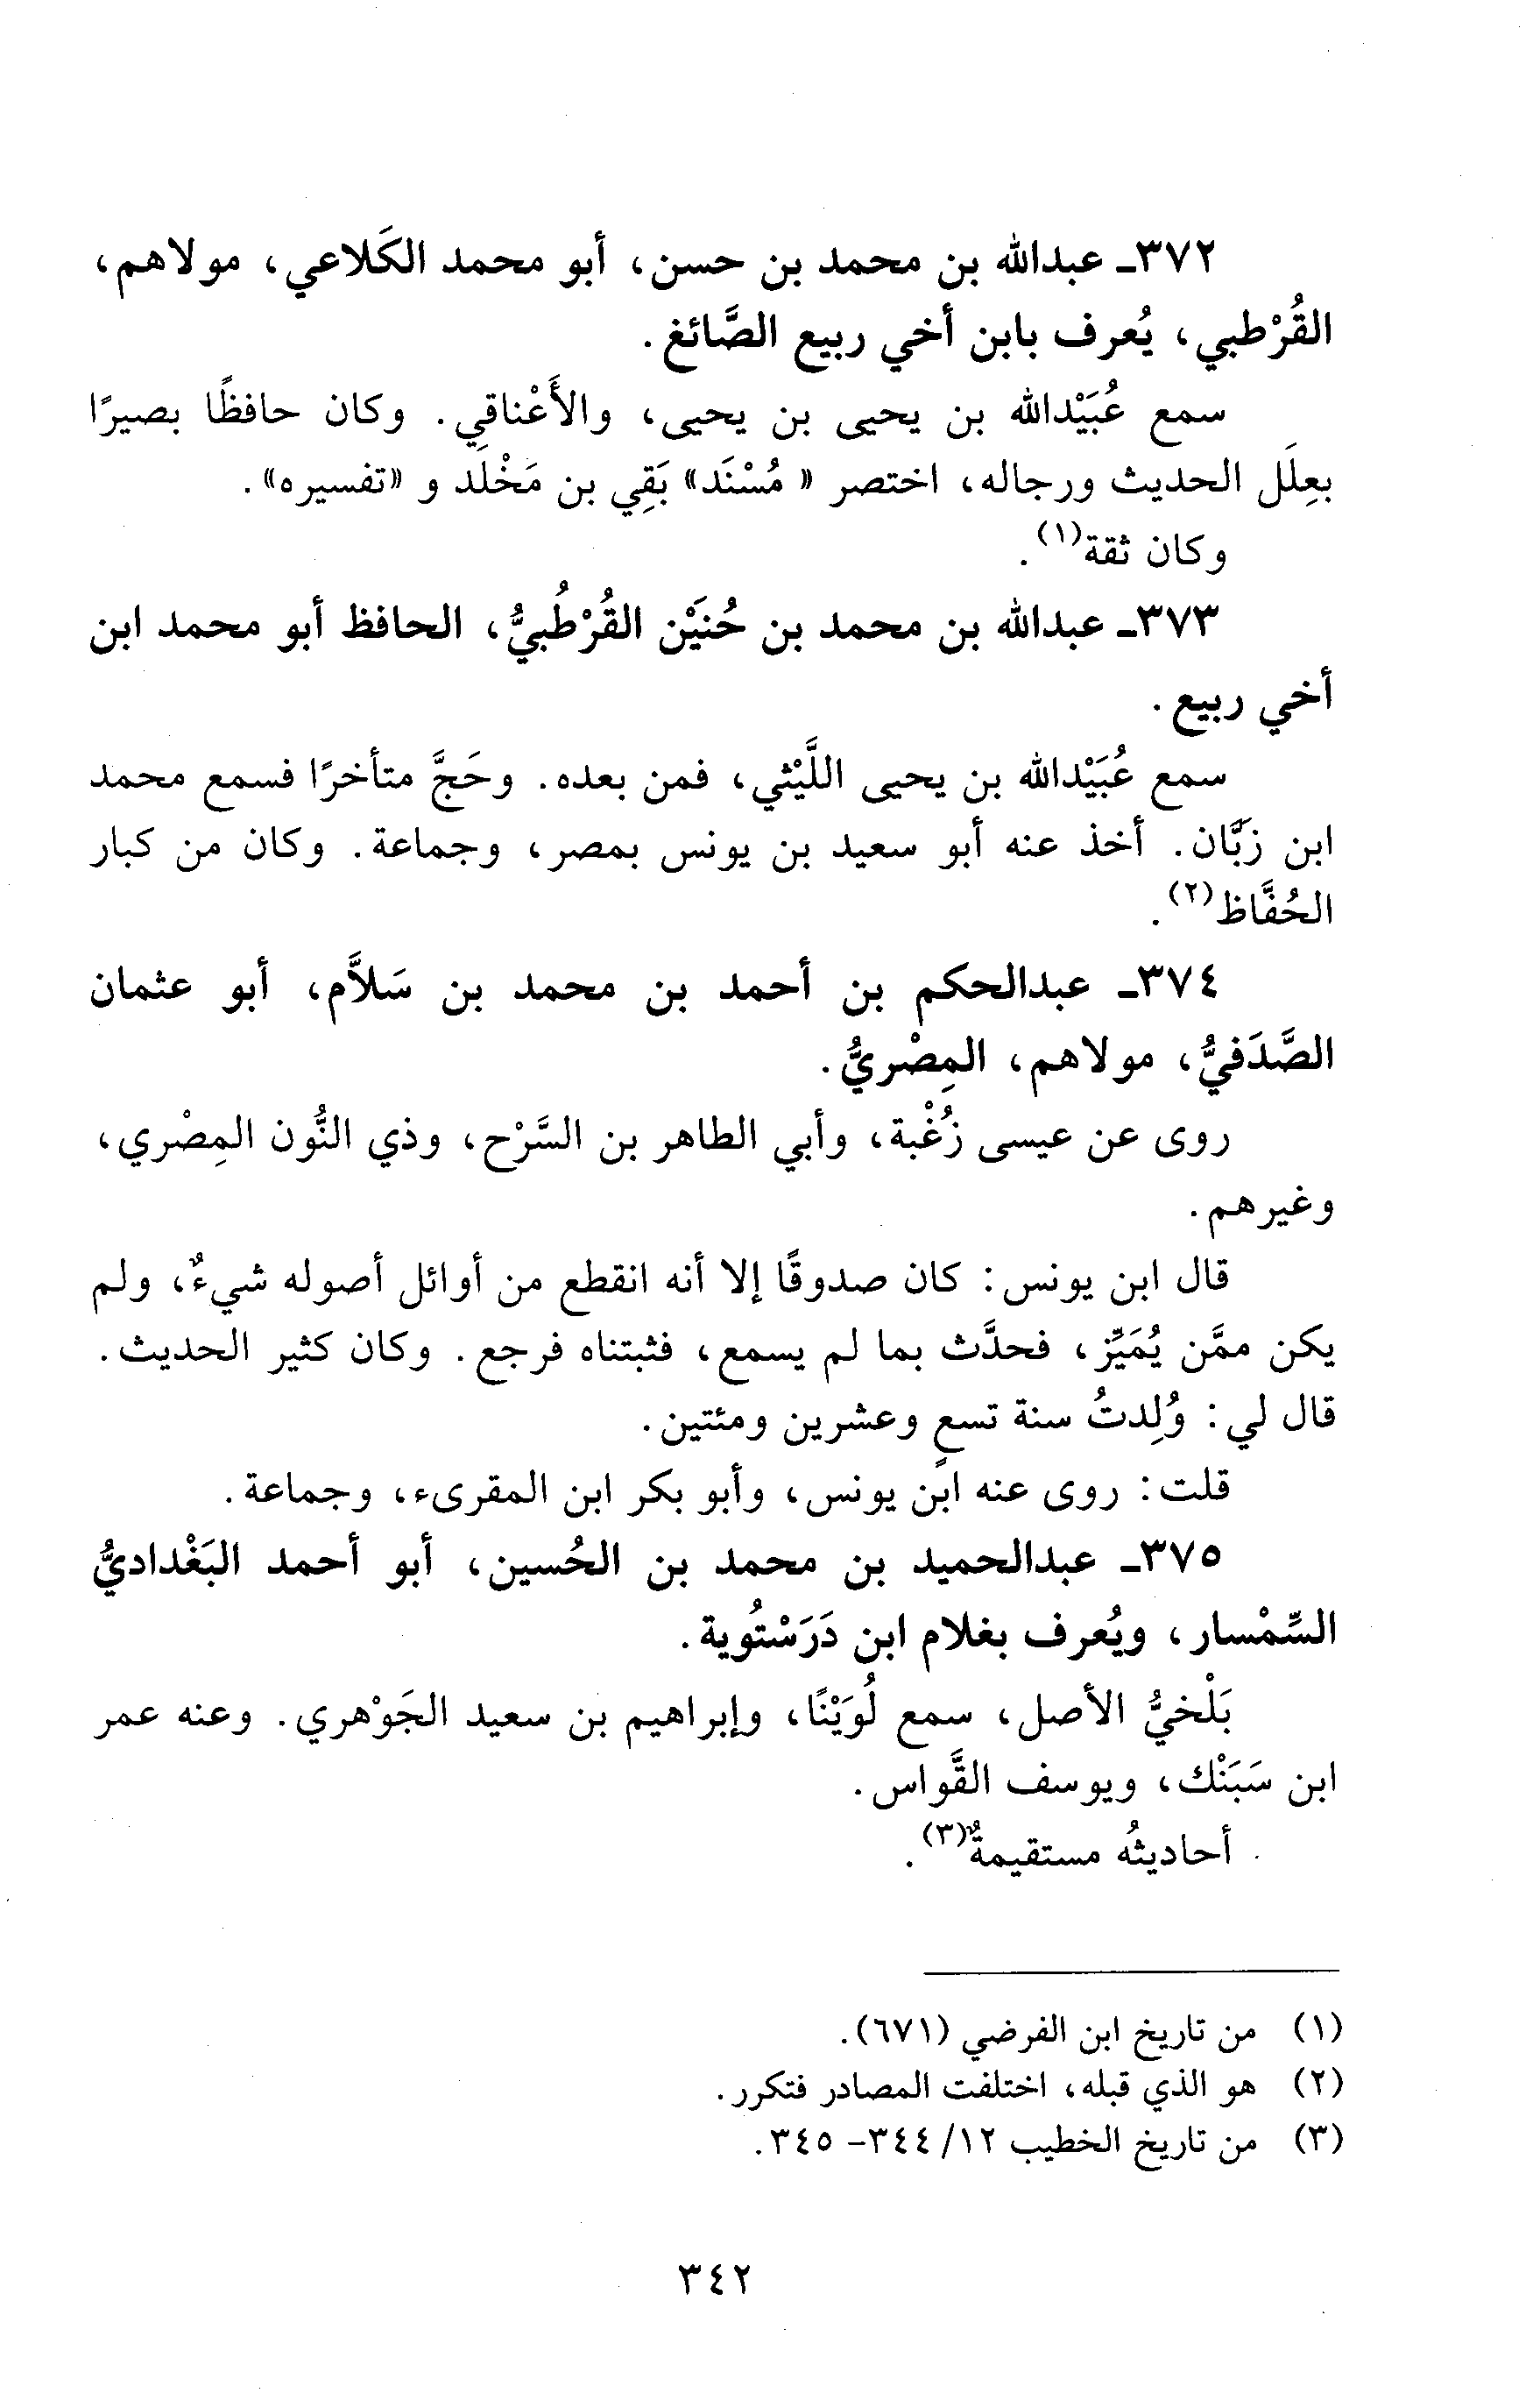 ٣٧٢ـ عبدالله بن محمد بن حسن، أبو محمد الكَلاعي، مولاهم،
القُرْطبي، يُعرف بابن أخي ربيع الصَّائغ.
سمع عُبَيْدالله بن يحيى بن يحيى، والأَعْناقي. وكان حافظًا بصيرًا
بعِلَل الحديث ورجاله، اختصر « مُسْنَد» بَقِي بن مَخْلَد و «تفسيره».
وكان ثقة(١).
٣٧٣ـ عبدالله بن محمد بن حُنَيْن القُرْطُبيُّ، الحافظ أبو محمد ابن
أخي ربيع.
سمع عُبَيْدالله بن يحيى اللَّيْثي، فمن بعده. وحَجَّ متأخرًا فسمع محمد
ابن زَبَّان. أخذ عنه أبو سعيد بن يونس بمصر، وجماعة. وكان من كبار
الحُفَّاظ(٢).
٣٧٤ـ عبدالحكم بن أحمد بن محمد بن سَلاَّم، أبو عثمان
الصَّدَفيُّ، مولاهم، المِصْريُّ.
روى عن عيسى زُغْبة، وأبي الطاهر بن السَّرْح، وذي النُّون المِصْري،
وغيرهم.
قال ابن يونس: كان صدوقًا إلا أنه انقطع من أوائل أصوله شيءٌ، ولم
يكن ممَّن يُمَيِّز، فحدَّث بما لم يسمع، فثبتناه فرجع. وكان كثير الحديث.
قال لي: وُلِدتُ سنة تسعٍ وعشرين ومئتين.
قلت: روى عنه ابن يونس، وأبو بكر ابن المقرىء، وجماعة.
٣٧٥ـ عبدالحميد بن محمد بن الحُسين، أبو أحمد البَغْداديُّ
السِّمْسار، ويُعرف بغلام ابن دَرَسْتُوية.
بَلْخيُّ الأصل، سمع لُوَيْنًا، وإبراهيم بن سعيد الجَوْهري. وعنه عمر
ابن سَبَنْك، ويوسف القَّواس.
أحاديثُه مستقيمةٌ(٣).
(١) من تاريخ ابن الفرضي (٦٧١).
(٢) هو الذي قبله، اختلفت المصادر فتكرر.
(٣) من تاريخ الخطيب ١٢/ ٣٤٤- ٣٤٥.
٣٤٢